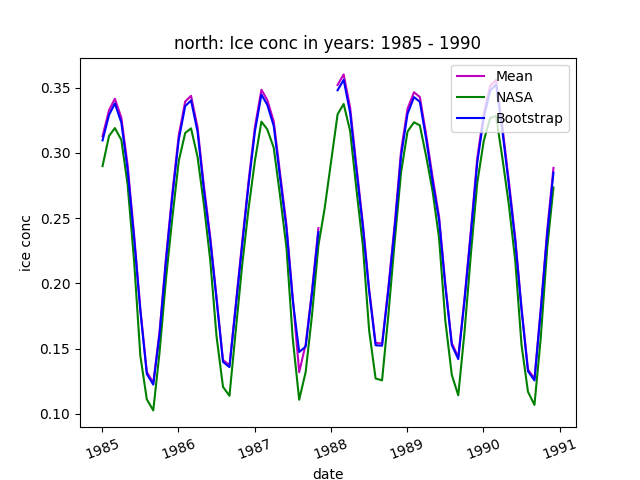 north: Ice conc in years: 1985 - 1990
Mean
NASA
Bootstrap
0.35
0.30
0.25
0.20
0.15
0.10
ice conc
1985
1986
1987
1988
1989
1990
1991
date